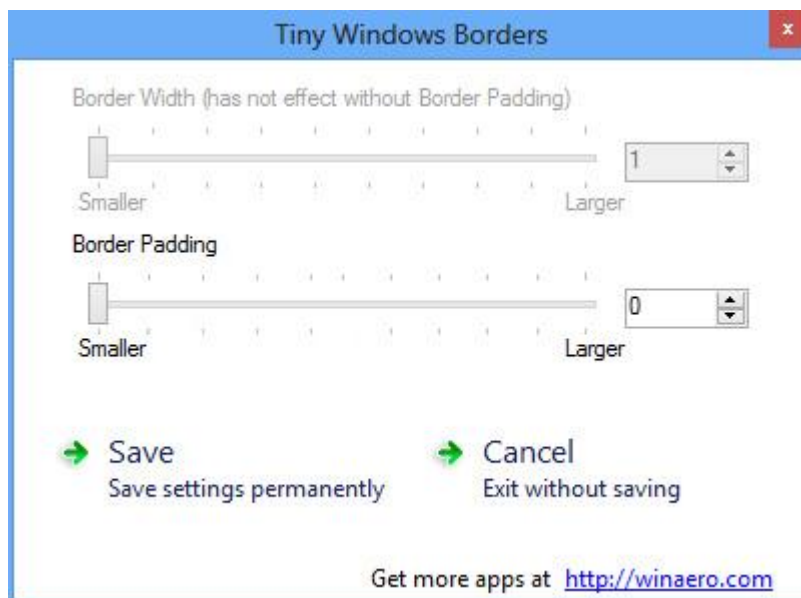 Tiny Windows Borders
x
Border Width (has not effect without Border Padding)
1
Smaller Larger
Border Padding
0
Smaller Larger
Save Cancel
Save settings permanently Exit without saving
Get more apps at http://winaero.com